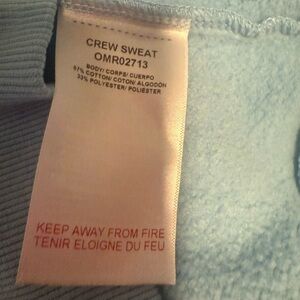 CREW SWEAT
OMR02713
BODY/ CORPS/ CUERPO
67% COTTON/ COTON/ ALGODÓN
33% POLYESTER/ POLIÉSTER
KEEP AWAY FROM FIRE
TENIR ELOIGNE DU FEU